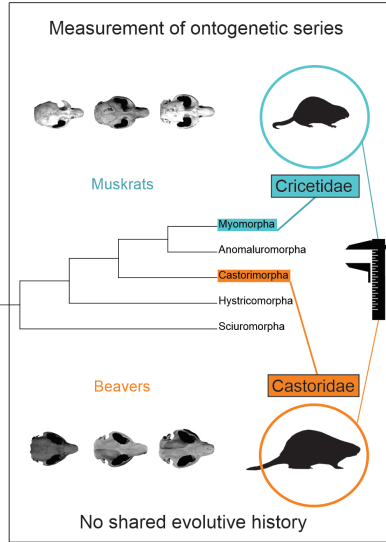 Measurement of ontogenetic series
Muskrats
Cricetidae
Myomorpha
Anomaluromorpha
Castorimorpha
Hystricomorpha
Sciuromorpha
Beavers
Castoridae
No shared evolutive history